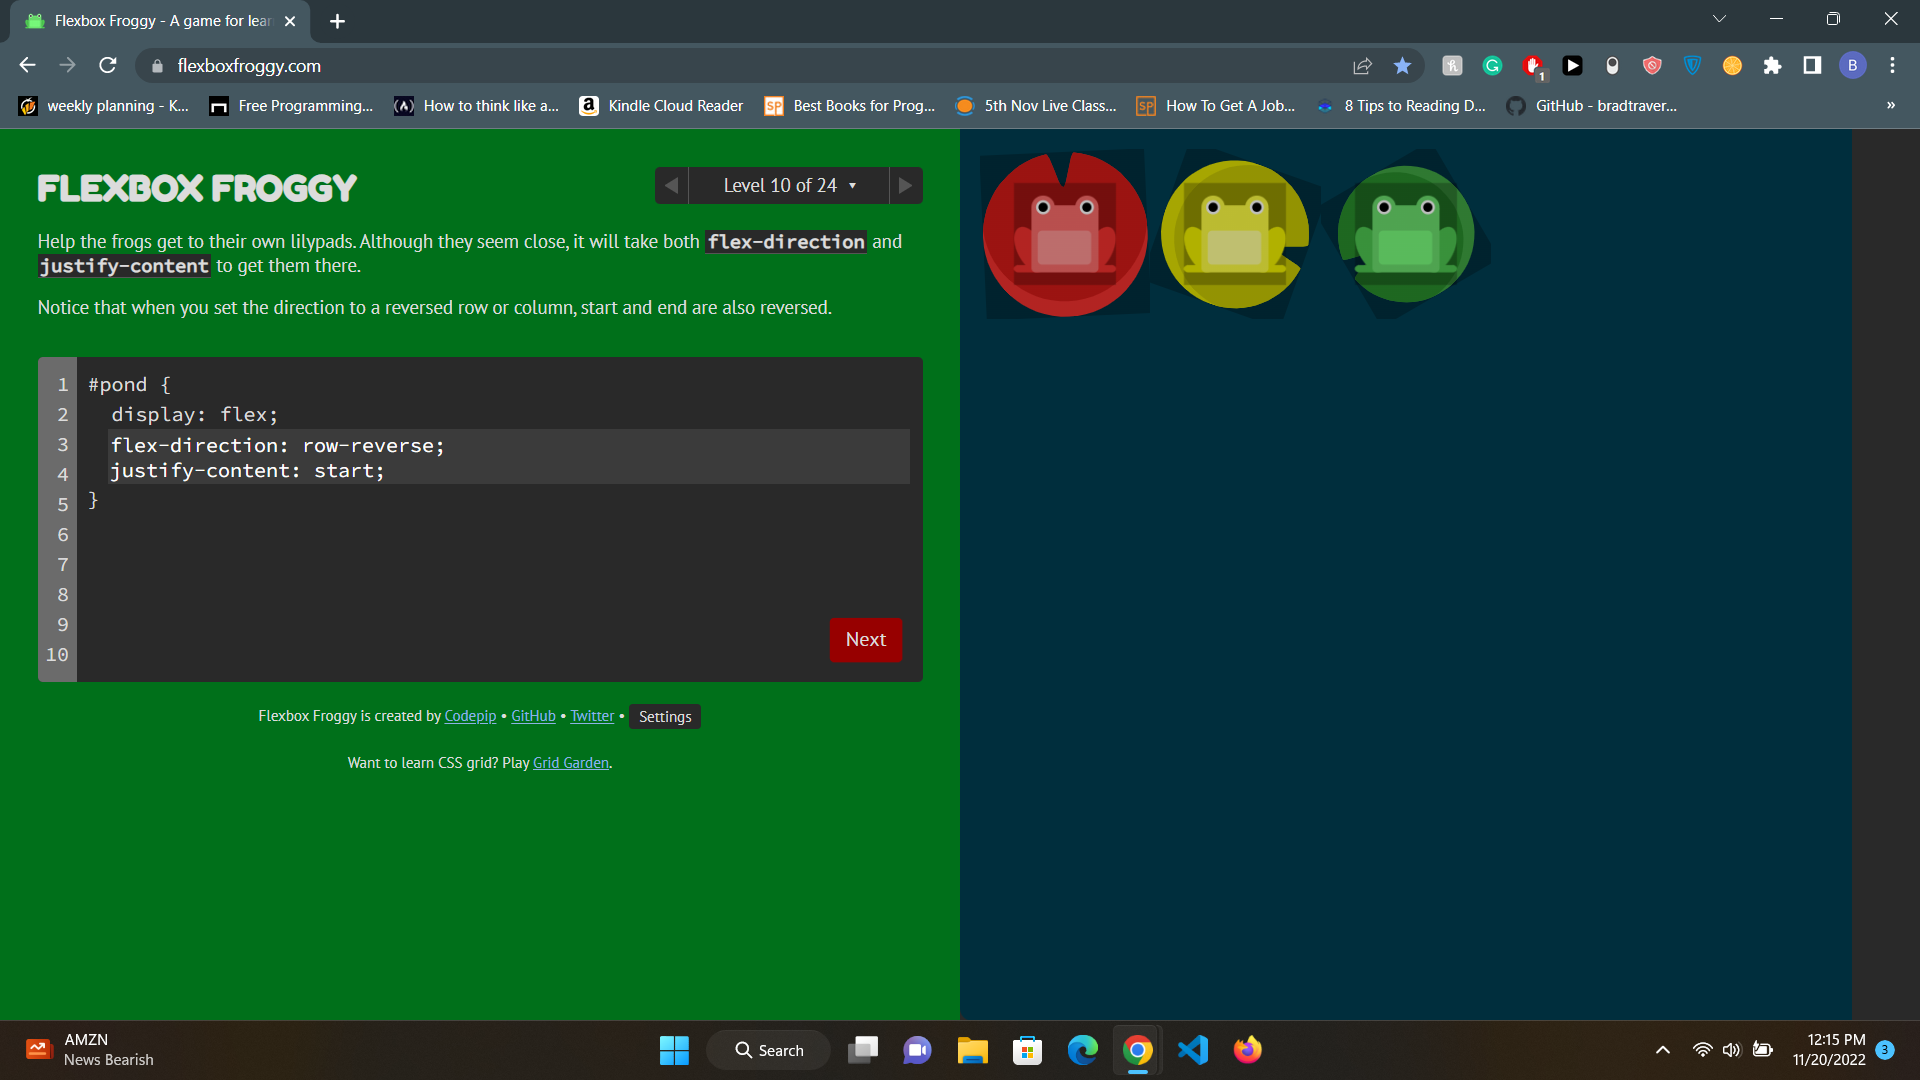 Flexbox Froggy - A game for lear
flexboxfroggy.com
1
B
weekly planning - K...
Free Programming...
How to think like a...
Kindle Cloud Reader
Best Books for Prog...
5th Nov Live Class...
How To Get A Job...
8 Tips to Reading D...
GitHub - bradtraver...
»
FLEXBOX FROGGY
Level 10 of 24
Help the frogs get to their own lilypads. Although they seem close, it will take both flex-direction and
justify-content to get them there.
Notice that when you set the direction to a reversed row or column, start and end are also reversed.
1 #pond {
2 display: flex;
3 flex-direction: row-reverse;
4 justify-content: start;
5 }
6
7
8
9
10
Next
Flexbox Froggy is created by Codepip • GitHub • Twitter • Settings
Want to learn CSS grid? Play Grid Garden.
AMZN
News Bearish
Search
12:15 PM
11/20/2022
3